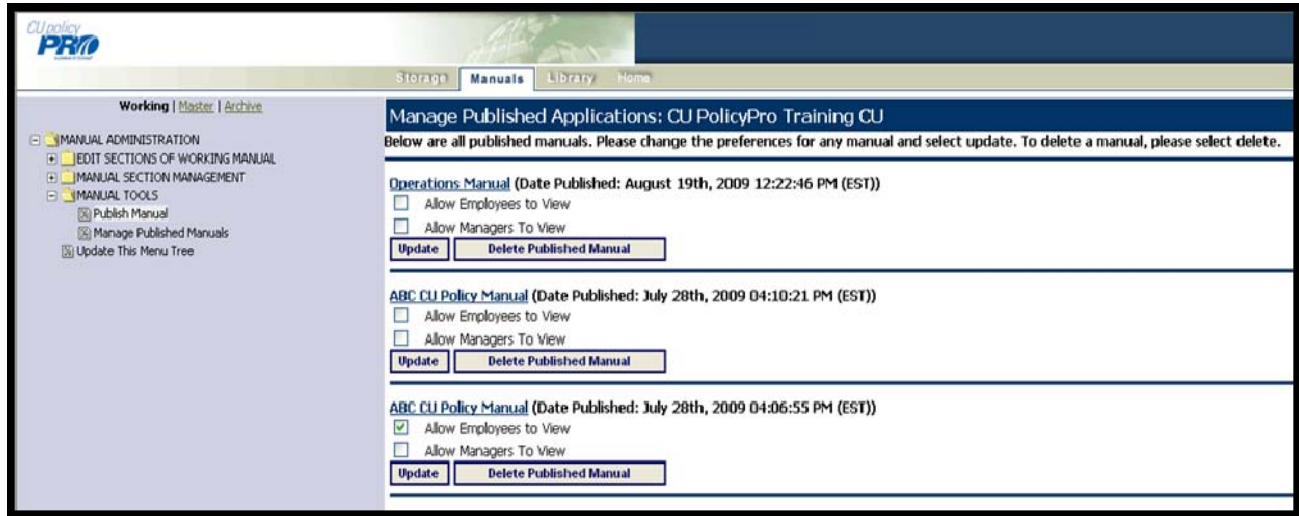 CU policy
PRO
Storage Manuals Library Home
Working | Master | Archive
MANUAL ADMINISTRATION
EDIT SECTIONS OF WORKING MANUAL
MANUAL SECTION MANAGEMENT
MANUAL TOOLS
Publish Manual
Manage Published Manuals
Update This Menu Tree
Manage Published Applications: CU PolicyPro Training CU
Below are all published manuals. Please change the preferences for any manual and select update. To delete a manual, please select delete.
Operations Manual (Date Published: August 19th, 2009 12:22:46 PM (EST))
Allow Employees to View
Allow Managers To View
Update Delete Published Manual
ABC CU Policy Manual (Date Published: July 28th, 2009 04:10:21 PM (EST))
Allow Employees to View
Allow Managers To View
Update Delete Published Manual
ABC CU Policy Manual (Date Published: July 28th, 2009 04:06:55 PM (EST))
Allow Employees to View
Allow Managers To View
Update Delete Published Manual